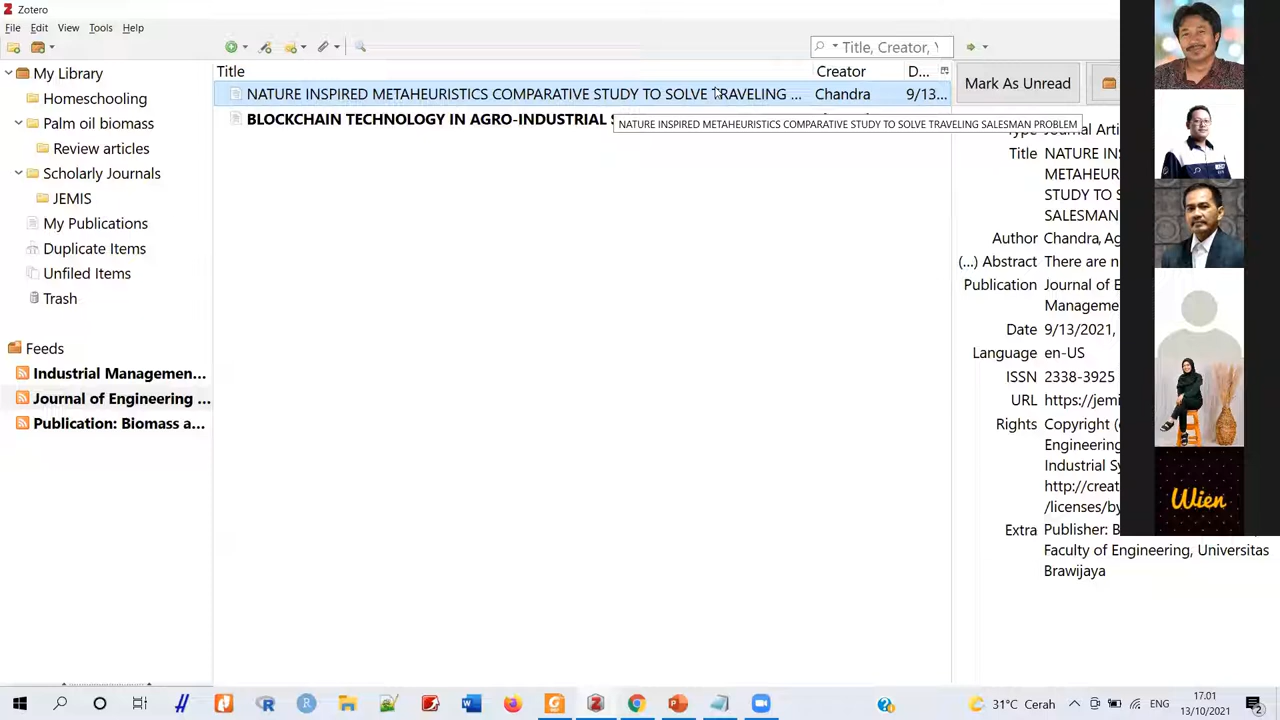 Zotero
File Edit View Tools Help
Title, Creator, Y
My Library
Homeschooling
Palm oil biomass
Review articles
Scholarly Journals
JEMIS
My Publications
Duplicate Items
Unfiled Items
Trash
Feeds
Industrial Managemen...
Journal of Engineering ...
Publication: Biomass a...
Title Creator D...
NATURE INSPIRED METAHEURISTICS COMPARATIVE STUDY TO SOLVE TRAVELING ... Chandra 9/13...
BLOCKCHAIN TECHNOLOGY IN AGRO-INDUSTRIAL S
NATURE INSPIRED METAHEURISTICS COMPARATIVE STUDY TO SOLVE TRAVELING SALESMAN PROBLEM
Mark As Unread
Journal Arti
Title NATURE IN
METAHEUR
STUDY TO S
SALESMAN
Author Chandra, Ag
(...) Abstract There are n
Publication Journal of E
Manageme
Date 9/13/2021,
Language en-US
ISSN 2338-3925
URL https://jemi
Rights Copyright (
Engineering
Industrial Sy
http://creat
/licenses/by
Extra Publisher: B
Faculty of Engineering, Universitas
Brawijaya
Wien
31°C Cerah
ENG
17.01
13/10/2021
2